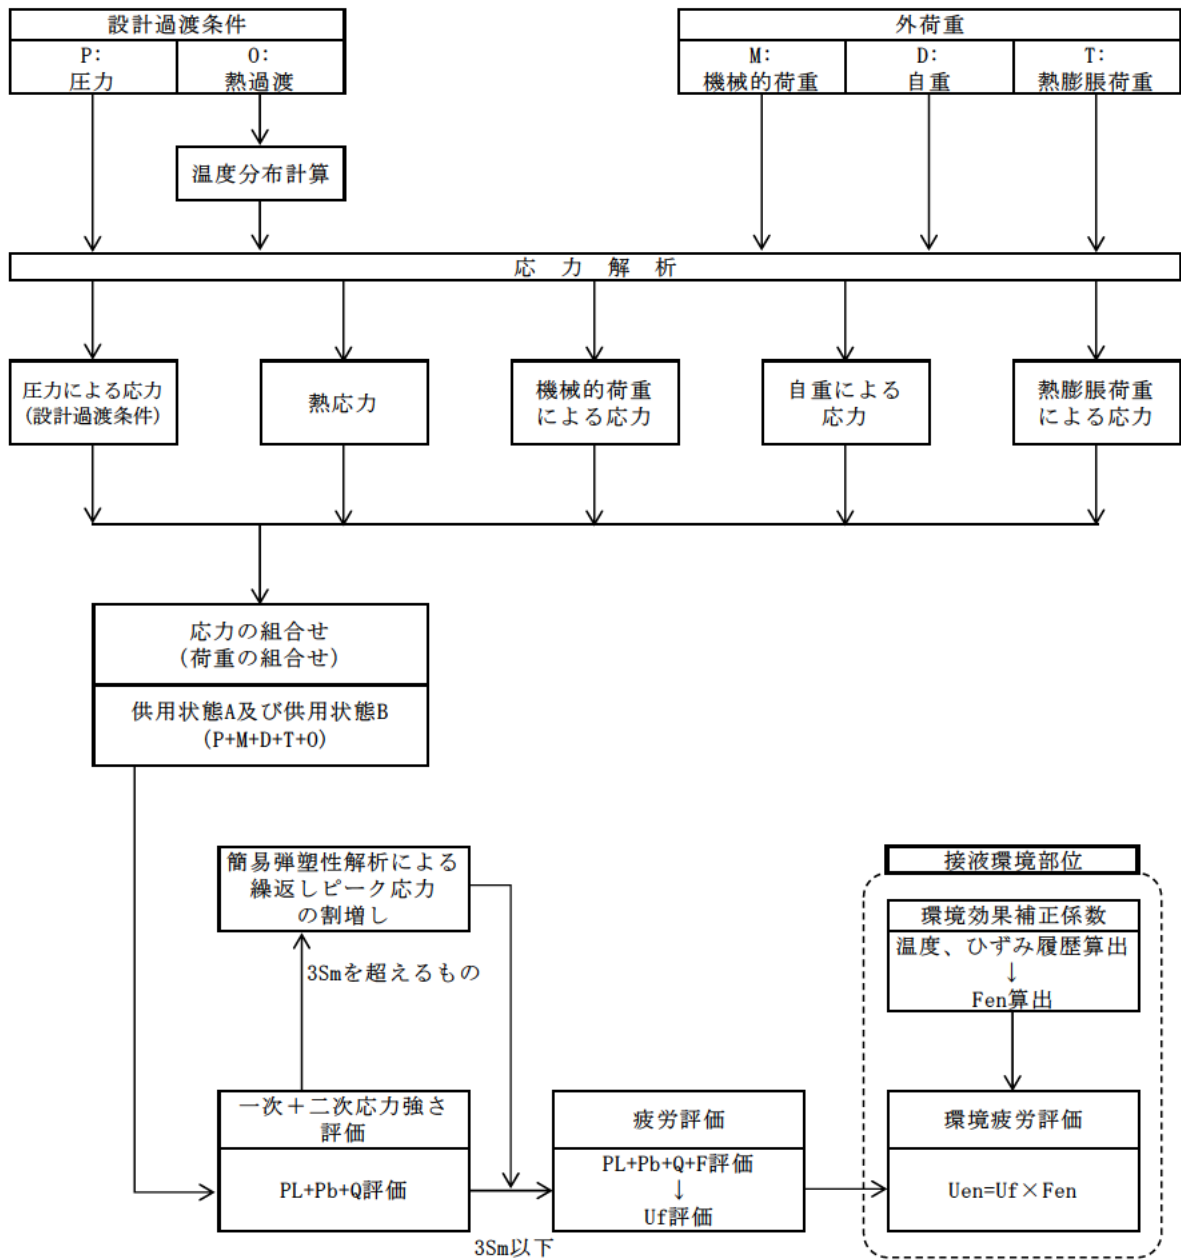 設計過渡条件
P:
圧力
O:
熱過渡
外荷重
M:
機械的荷重
D:
自重
T:
熱膨脹荷重
温度分布計算
応 力 解 析
圧力による応力
(設計過渡条件)
熱応力
機械的荷重
による応力
自重による
応力
熱膨脹荷重
による応力
応力の組合せ
(荷重の組合せ)
供用状態A及び供用状態B
(P+M+D+T+O)
簡易弾塑性解析による
繰返しピーク応力
の割増し
3Smを超えるもの
一次＋二次応力強さ
評価
PL+Pb+Q評価
3Sm以下
疲労評価
PL+Pb+Q+F評価
↓
Uf評価
接液環境部位
環境効果補正係数
温度、ひずみ履歴算出
↓
Fen算出
環境疲労評価
Uen=Uf×Fen